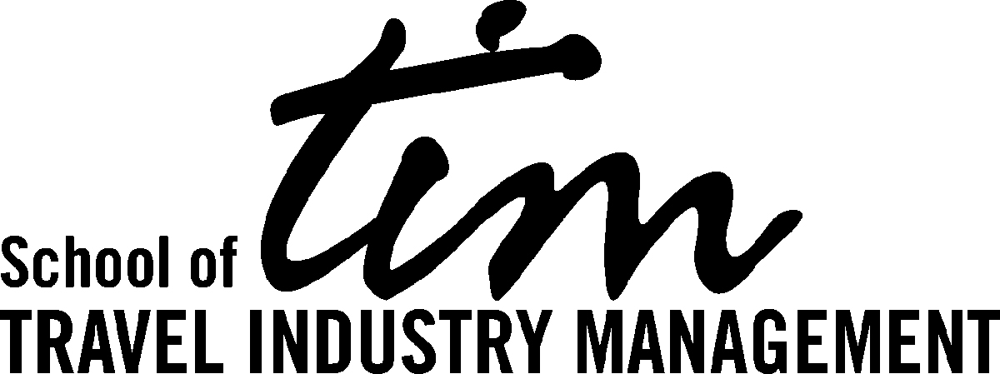 School of tim
TRAVEL INDUSTRY MANAGEMENT